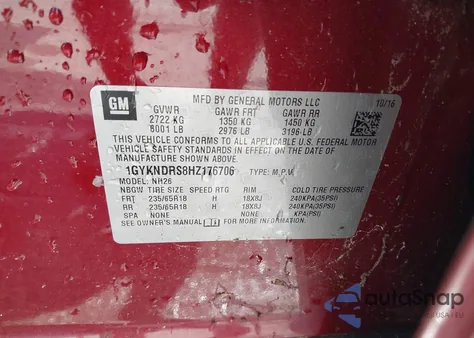 GM
MFD BY GENERAL MOTORS LLC 10/16
GVWR GAWR FRT GAWR RR
2722 KG 1350 KG 1450 KG
6001 LB 2976 LB 3196 LB
THIS VEHICLE CONFORMS TO ALL APPLICABLE U.S. FEDERAL MOTOR
VEHICLE SAFETY STANDARDS IN EFFECT ON THE DATE OF
MANUFACTURE SHOWN ABOVE.
1GYKNDRS8HZ176706 TYPE: M.P.V.
MODEL: NH26
NBGW TIRE SIZE SPEED RTG RIM COLD TIRE PRESSURE
FRT 235/65R18 H 18X8J 240KPA(35PSI)
RR 235/65R18 H 18X8J 240KPA(35PSI)
SPA NONE NONE NONE KPA(PSI)
SEE OWNER'S MANUAL FOR MORE INFORMATION.
autoSnap